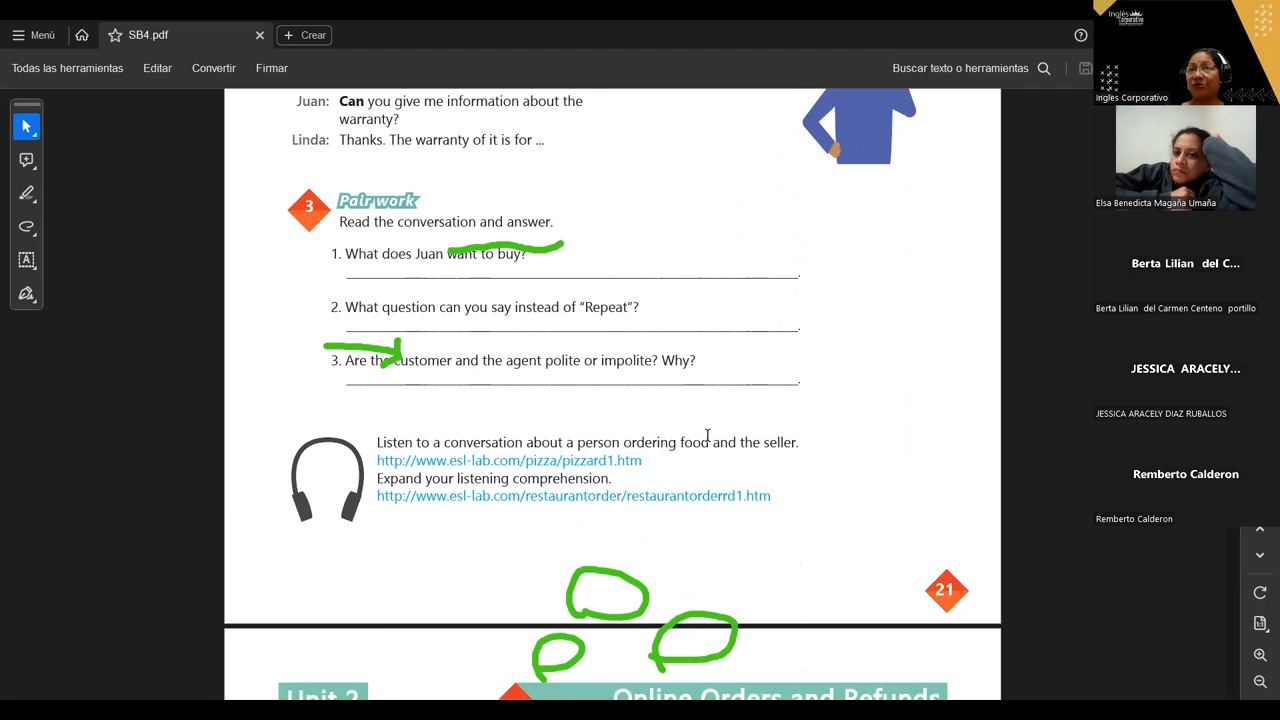 Menú
SB4.pdf
Crear
Todas las herramientas
Editar
Convertir
Firmar
Buscar texto o herramientas
Juan: Can you give me information about the
warranty?
Linda: Thanks. The warranty of it is for ...
3
Pair work
Read the conversation and answer.
1. What does Juan want to buy?
2. What question can you say instead of “Repeat”?
3. Are the customer and the agent polite or impolite? Why?
Listen to a conversation about a person ordering food and the seller.
http://www.esl-lab.com/pizza/pizzard1.htm
Expand your listening comprehension.
http://www.esl-lab.com/restaurantorder/restaurantorderrd1.htm
21
Unit 2
Online Orders and Refunds
Inglés
Corporativo
Ingles Corporativo
Elsa Benedicta Magaña Umaña
Berta Lilian del C...
Berta Lilian del Carmen Centeno portillo
JESSICA ARACELY...
JESSICA ARACELY DIAZ RUBALLOS
Remberto Calderon
Remberto Calderon